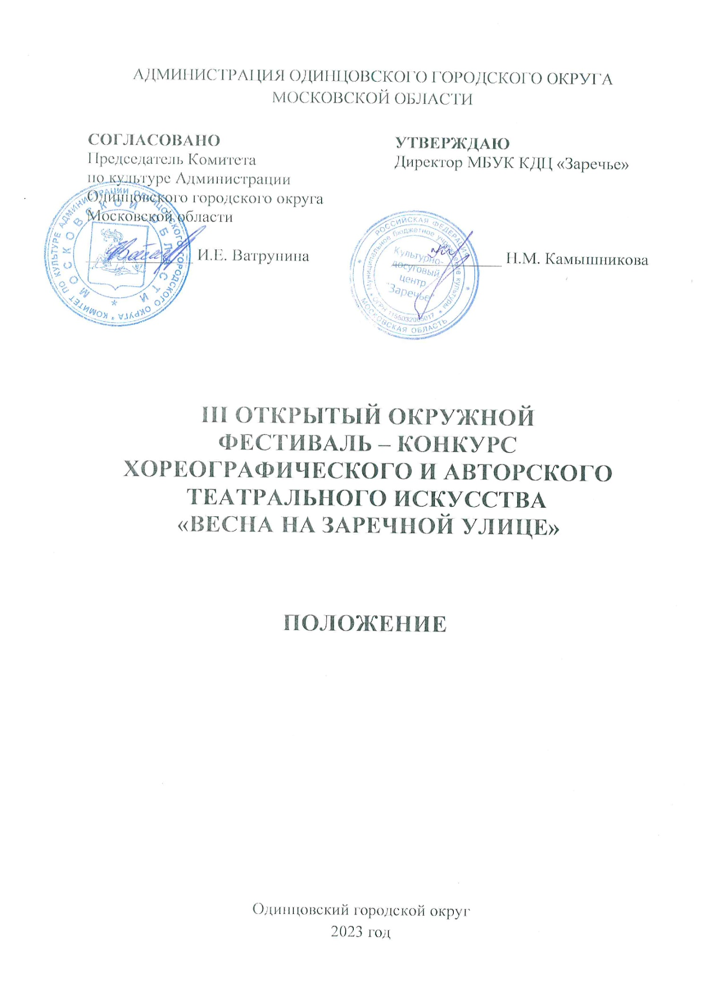 АДМИНИСТРАЦИЯ ОДИНЦОВСКОГО ГОРОДСКОГО ОКРУГА
МОСКОВСКОЙ ОБЛАСТИ
СОГЛАСОВАНО
Председатель Комитета
по культуре Администрации
Одинцовского городского округа
Московской области
И.Е. Ватрунина
КОМИТЕТ ПО КУЛЬТУРЕ АДМИНИСТРАЦИИ ОДИНЦОВСКОГО ГОРОДСКОГО ОКРУГА *
МОСКОВСКОЙ ОБЛАСТИ *
УТВЕРЖДАЮ
Директор МБУК КДЦ «Заречье»
Н.М. Камышникова
* РОССИЙСКАЯ ФЕДЕРАЦИЯ *
МОСКОВСКАЯ ОБЛАСТЬ
* Муниципальное бюджетное учреждение культуры *
ОГРН 1155032005017
Культурно-
досуговый
центр
"Заречье"
III ОТКРЫТЫЙ ОКРУЖНОЙ
ФЕСТИВАЛЬ – КОНКУРС
ХОРЕОГРАФИЧЕСКОГО И АВТОРСКОГО
ТЕАТРАЛЬНОГО ИСКУССТВА
«ВЕСНА НА ЗАРЕЧНОЙ УЛИЦЕ»
ПОЛОЖЕНИЕ
Одинцовский городской округ
2023 год